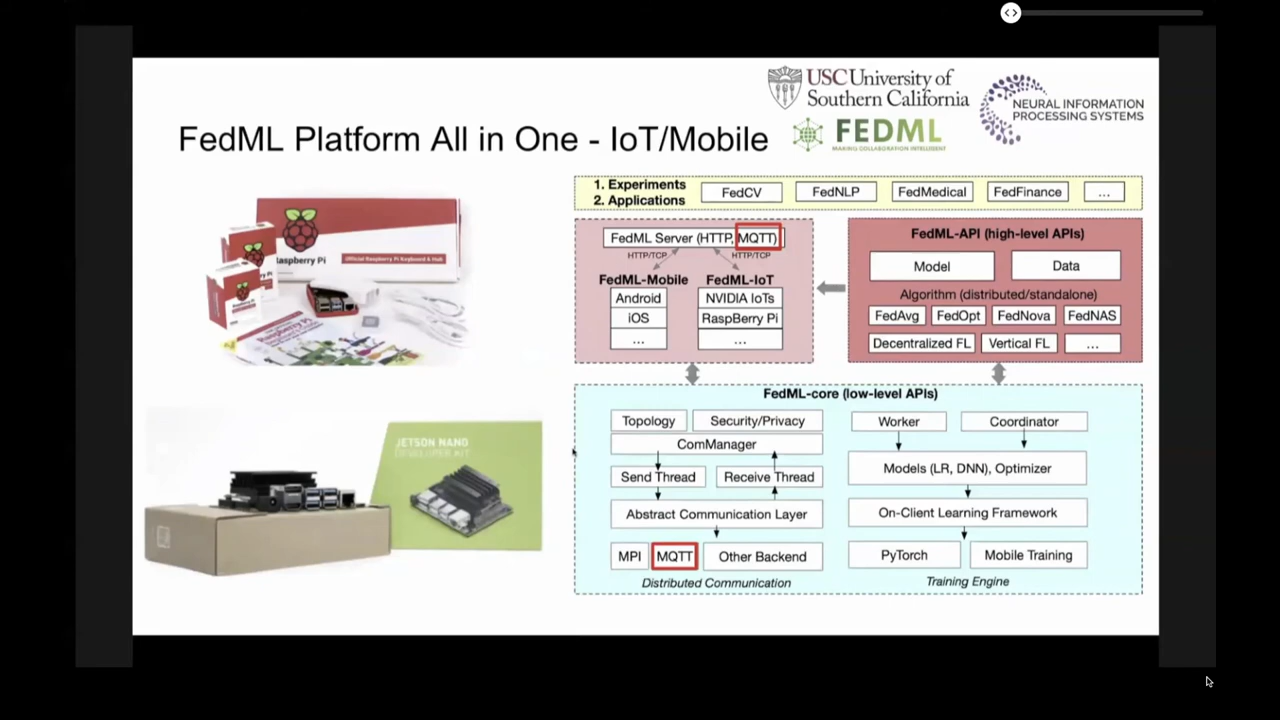 USC University of
Southern California
FEDML
MAKING COLLABORATION INTELLIGENT
NEURAL INFORMATION
PROCESSING SYSTEMS
FedML Platform All in One - IoT/Mobile
Raspberry Pi
Official Raspberry Pi Keyboard & Hub
JETSON NANO
DEVELOPER KIT
1. Experiments
2. Applications
FedCV
FedNLP
FedMedical
FedFinance
...
FedML Server (HTTP, MQTT)
HTTP/TCP
HTTP/TCP
FedML-Mobile
Android
iOS
...
FedML-IoT
NVIDIA IoTs
RaspBerry Pi
...
FedML-API (high-level APIs)
Model
Data
Algorithm (distributed/standalone)
FedAvg
FedOpt
FedNova
FedNAS
Decentralized FL
Vertical FL
...
FedML-core (low-level APIs)
Topology
Security/Privacy
ComManager
Send Thread
Receive Thread
Abstract Communication Layer
MPI
MQTT
Other Backend
Distributed Communication
Worker
Coordinator
Models (LR, DNN), Optimizer
On-Client Learning Framework
PyTorch
Mobile Training
Training Engine